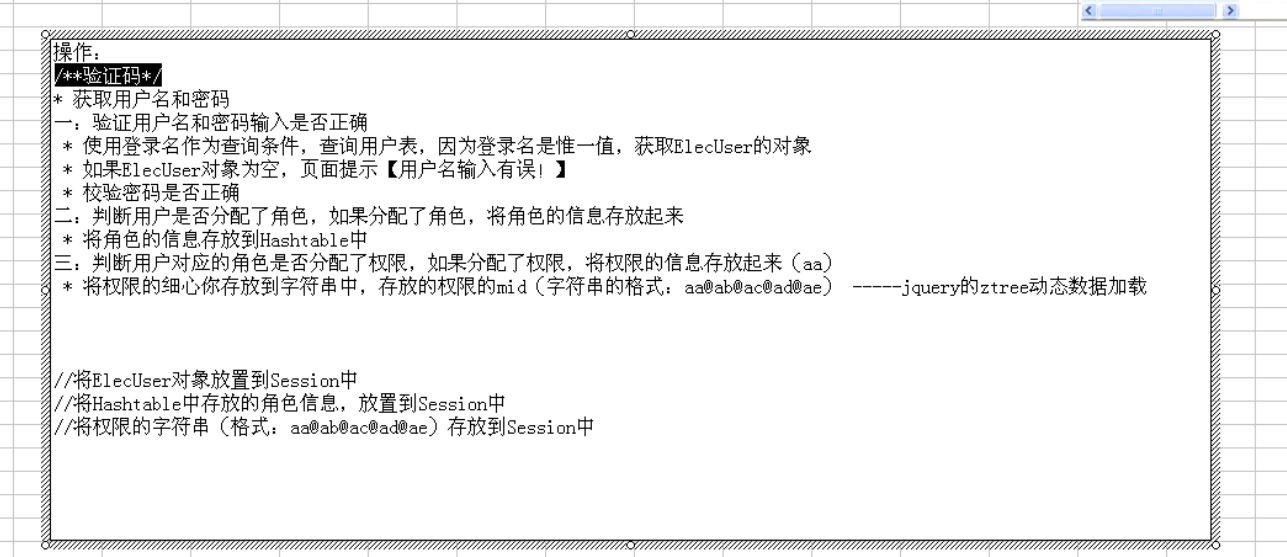 操作：
/**验证码*/
* 获取用户名和密码
一：验证用户名和密码输入是否正确
* 使用登录名作为查询条件，查询用户表，因为登录名是惟一值，获取ElecUser的对象
* 如果ElecUser对象为空，页面提示【用户名输入有误！】
* 校验密码是否正确
二：判断用户是否分配了角色，如果分配了角色，将角色的信息存放起来
* 将角色的信息存放到Hashtable中
三：判断用户对应的角色是否分配了权限，如果分配了权限，将权限的信息存放起来（aa）
* 将权限的细心你存放到字符串中，存放的权限的mid（字符串的格式：aa@ab@ac@ad@ae） -----jquery的ztree动态数据加载
//将ElecUser对象放置到Session中
//将Hashtable中存放的角色信息，放置到Session中
//将权限的字符串（格式：aa@ab@ac@ad@ae）存放到Session中